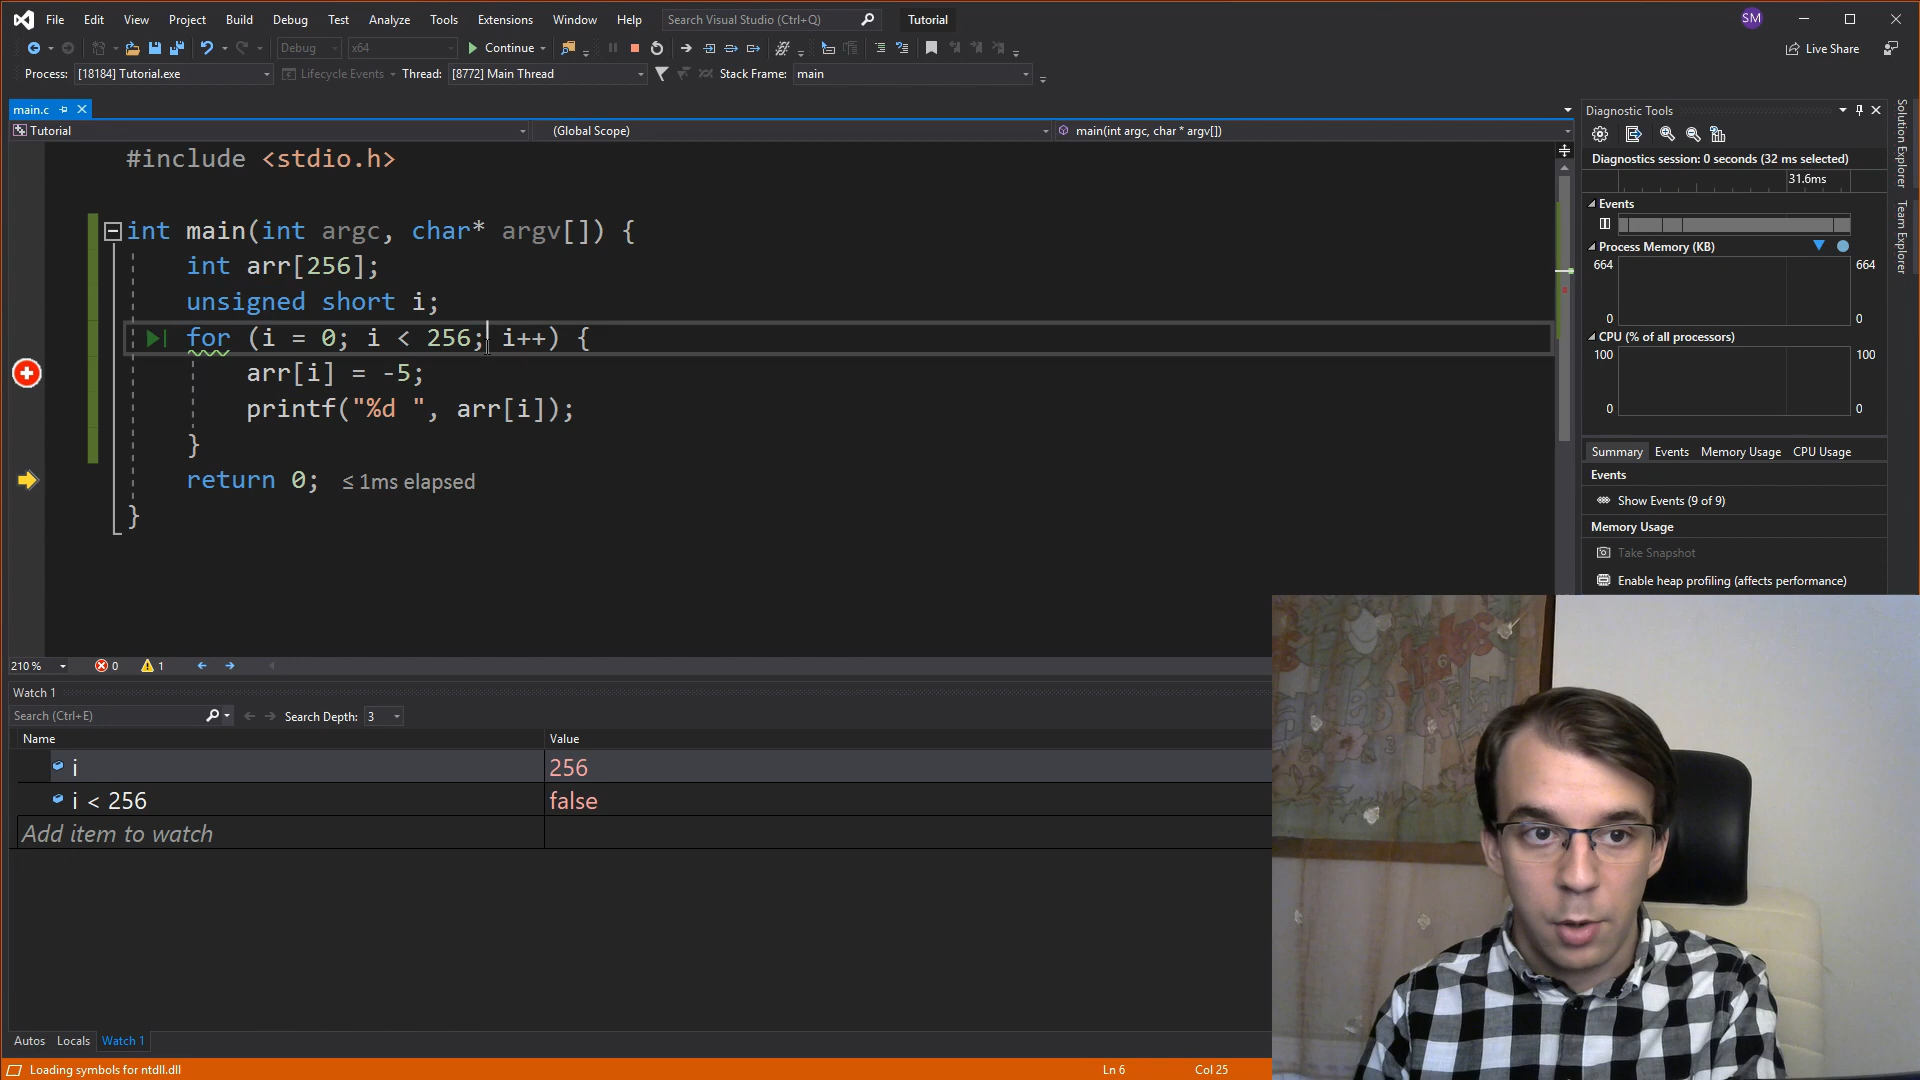 File Edit View Project Build Debug Test Analyze Tools Extensions Window Help Search Visual Studio (Ctrl+Q) Tutorial SM
Debug x64 Continue Live Share
Process: [18184] Tutorial.exe Lifecycle Events Thread: [8772] Main Thread Stack Frame: main
main.c
Tutorial (Global Scope) main(int argc, char * argv[])
#include <stdio.h>
int main(int argc, char* argv[]) {
int arr[256];
unsigned short i;
for (i = 0; i < 256; i++) {
arr[i] = -5;
printf("%d ", arr[i]);
}
return 0; ≤ 1ms elapsed
}
210 % 0 1
Watch 1
Search (Ctrl+E) Search Depth: 3
Name Value
i 256
i < 256 false
Add item to watch
Autos Locals Watch 1
Loading symbols for ntdll.dll Ln 6 Col 25
Diagnostic Tools
Diagnostics session: 0 seconds (32 ms selected)
31.6ms
Events
Process Memory (KB)
664 664
0 0
CPU (% of all processors)
100 100
0 0
Summary Events Memory Usage CPU Usage
Events
Show Events (9 of 9)
Memory Usage
Take Snapshot
Enable heap profiling (affects performance)
Solution Explorer
Team Explorer